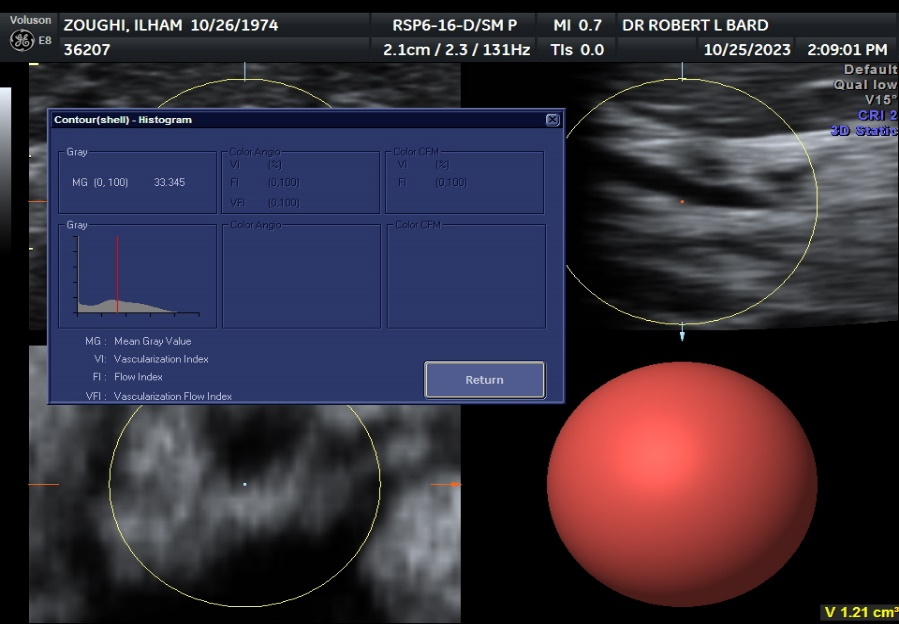 Voluson
E8
ZOUGHI, ILHAM 10/26/1974
RSP6-16-D/SM P
MI 0.7
DR ROBERT L BARD
36207
2.1cm / 2.3 / 131Hz
TIs 0.0
10/25/2023
2:09:01 PM
Default
Qual low
V15°
CRI 2
3D Static
Contour(shell) - Histogram
Gray
MG (0, 100) 33.345
Color Angio
VI (%)
FI (0,100)
VFI (0,100)
Color CFM
VI (%)
FI (0,100)
Gray
Color Angio
Color CFM
MG : Mean Gray Value
VI: Vascularization Index
FI : Flow Index
VFI : Vascularization Flow Index
Return
V 1.21 cm³